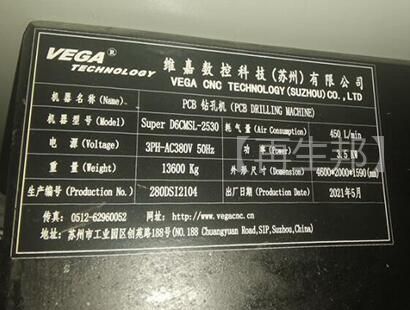 VEGA® TECHNOLOGY
维嘉数控科技(苏州)有限公司
VEGA CNC TECHNOLOGY(SUZHOU)CO.,LTD
机器名称(Name). PCB 钻孔机(PCB DRILLING MACHINE)
机器型号(Model) Super D6CMSL-2530 耗气量(Air Consumption) 450 L/min
电源(Voltage) 3PH-AC380V 50Hz 功率(Power) 3.5 KW
重量(Weight) 13600 Kg 外形尺寸(Dimension) 4600*2000*1590(mm)
生产编号(Production No.) 280DSI2104 出厂日期(Production Date) 2021年5月
传真: 0512-62960052 网址: http://www.vegacnc.com
地址: 苏州市工业园区创苑路188号(NO.188 Chuangyuan Road,SIP,Suzhou,China)
【再生邦】